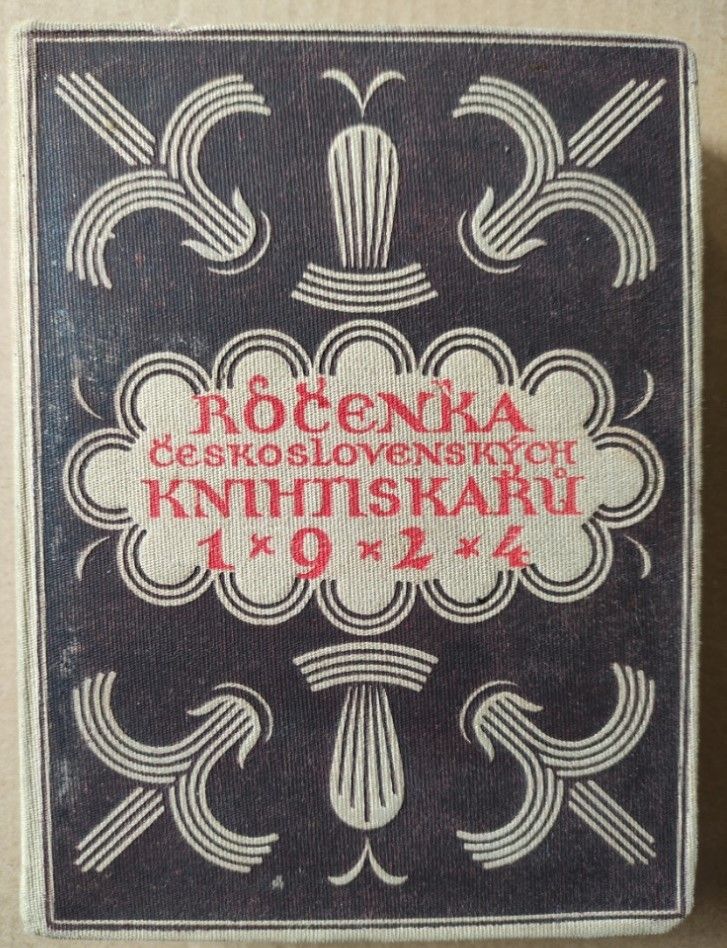 ROČENKA
ČESKOSLOVENSKÝCH
KNIHTISKAŘŮ
1×9×2×4